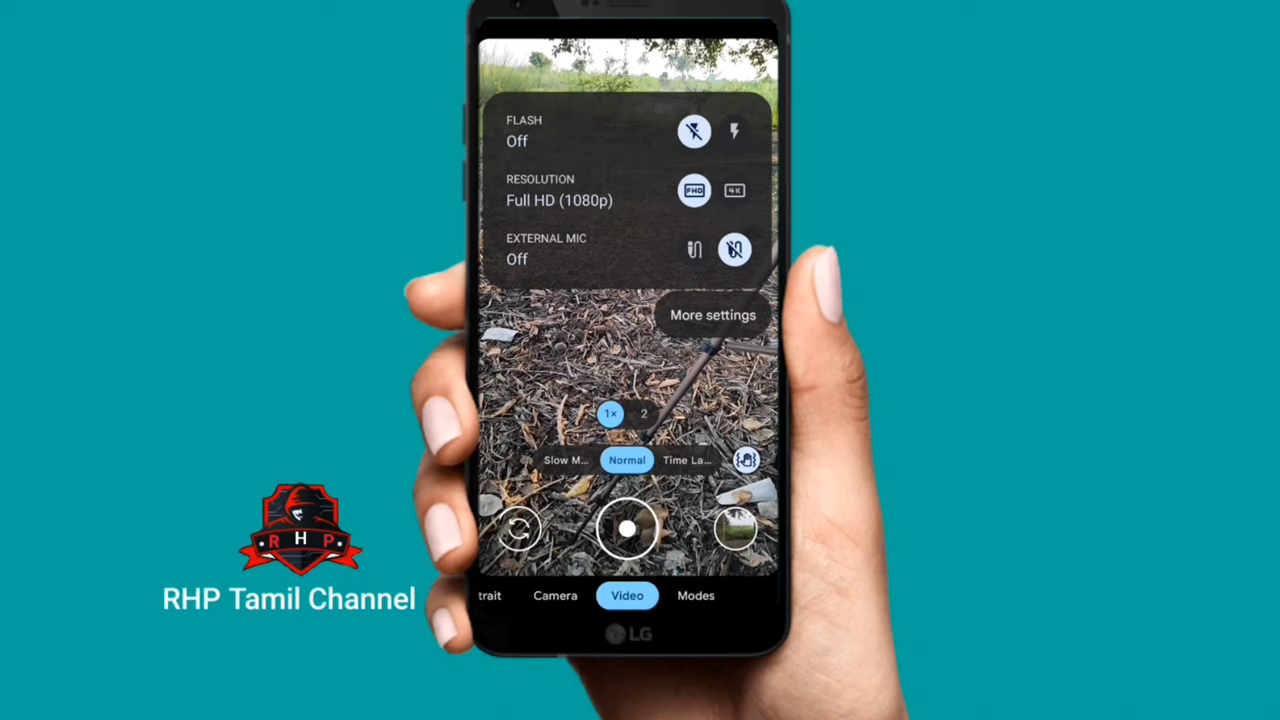 FLASH
Off
RESOLUTION
Full HD (1080p)
FHD
4K
EXTERNAL MIC
Off
More settings
1×
2
Slow M...
Normal
Time La...
R H P
RHP Tamil Channel
trait
Camera
Video
Modes
LG